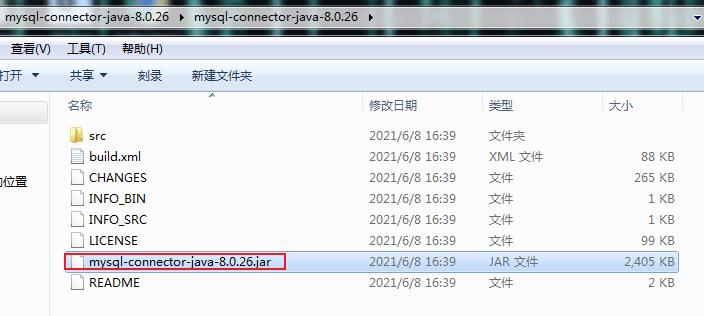 mysql-connector-java-8.0.26 ▸ mysql-connector-java-8.0.26 ▸
查看(V) 工具(T) 帮助(H)
打开 共享 刻录 新建文件夹
名称 修改日期 类型 大小
src 2021/6/8 16:39 文件夹
build.xml 2021/6/8 16:39 XML 文件 88 KB
CHANGES 2021/6/8 16:39 文件 265 KB
INFO_BIN 2021/6/8 16:39 文件 1 KB
的位置
INFO_SRC 2021/6/8 16:39 文件 1 KB
LICENSE 2021/6/8 16:39 文件 99 KB
mysql-connector-java-8.0.26.jar 2021/6/8 16:39 JAR 文件 2,405 KB
README 2021/6/8 16:39 文件 2 KB